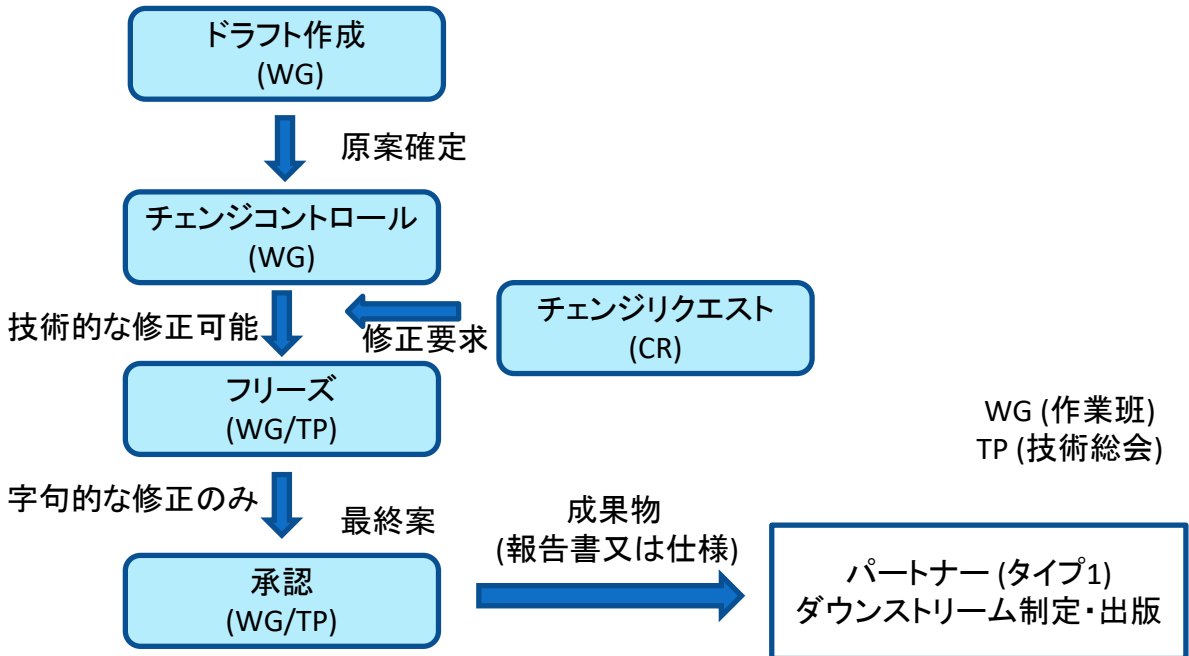 ドラフト作成
(WG)
原案確定
チェンジコントロール
(WG)
技術的な修正可能
修正要求
チェンジリクエスト
(CR)
フリーズ
(WG/TP)
WG (作業班)
TP (技術総会)
字句的な修正のみ
最終案
成果物
(報告書又は仕様)
承認
(WG/TP)
パートナー (タイプ1)
ダウンストリーム制定・出版